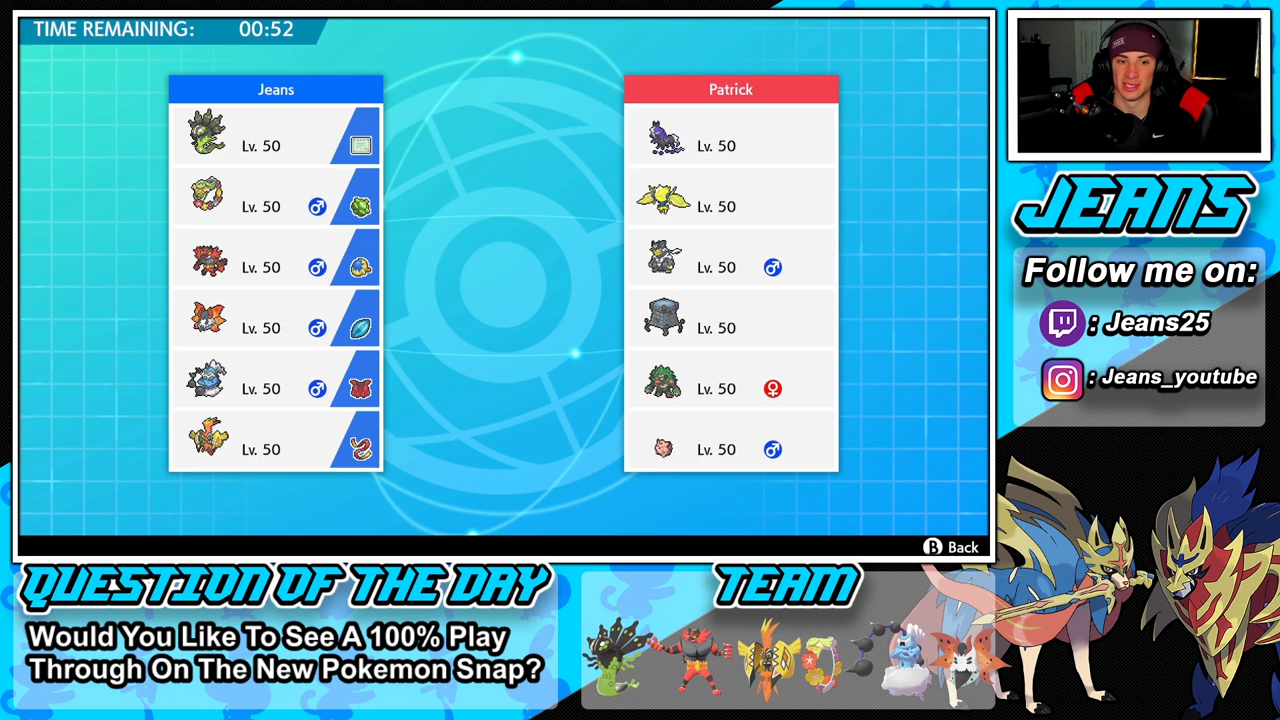 TIME REMAINING: 00:52
Jeans
Lv. 50
Lv. 50
Lv. 50
Lv. 50
Lv. 50
Lv. 50
Patrick
Lv. 50
Lv. 50
Lv. 50
Lv. 50
Lv. 50
Lv. 50
B Back
JEANS
Follow me on:
: Jeans25
: Jeans_youtube
QUESTION OF THE DAY
Would You Like To See A 100% Play
Through On The New Pokemon Snap?
TEAM